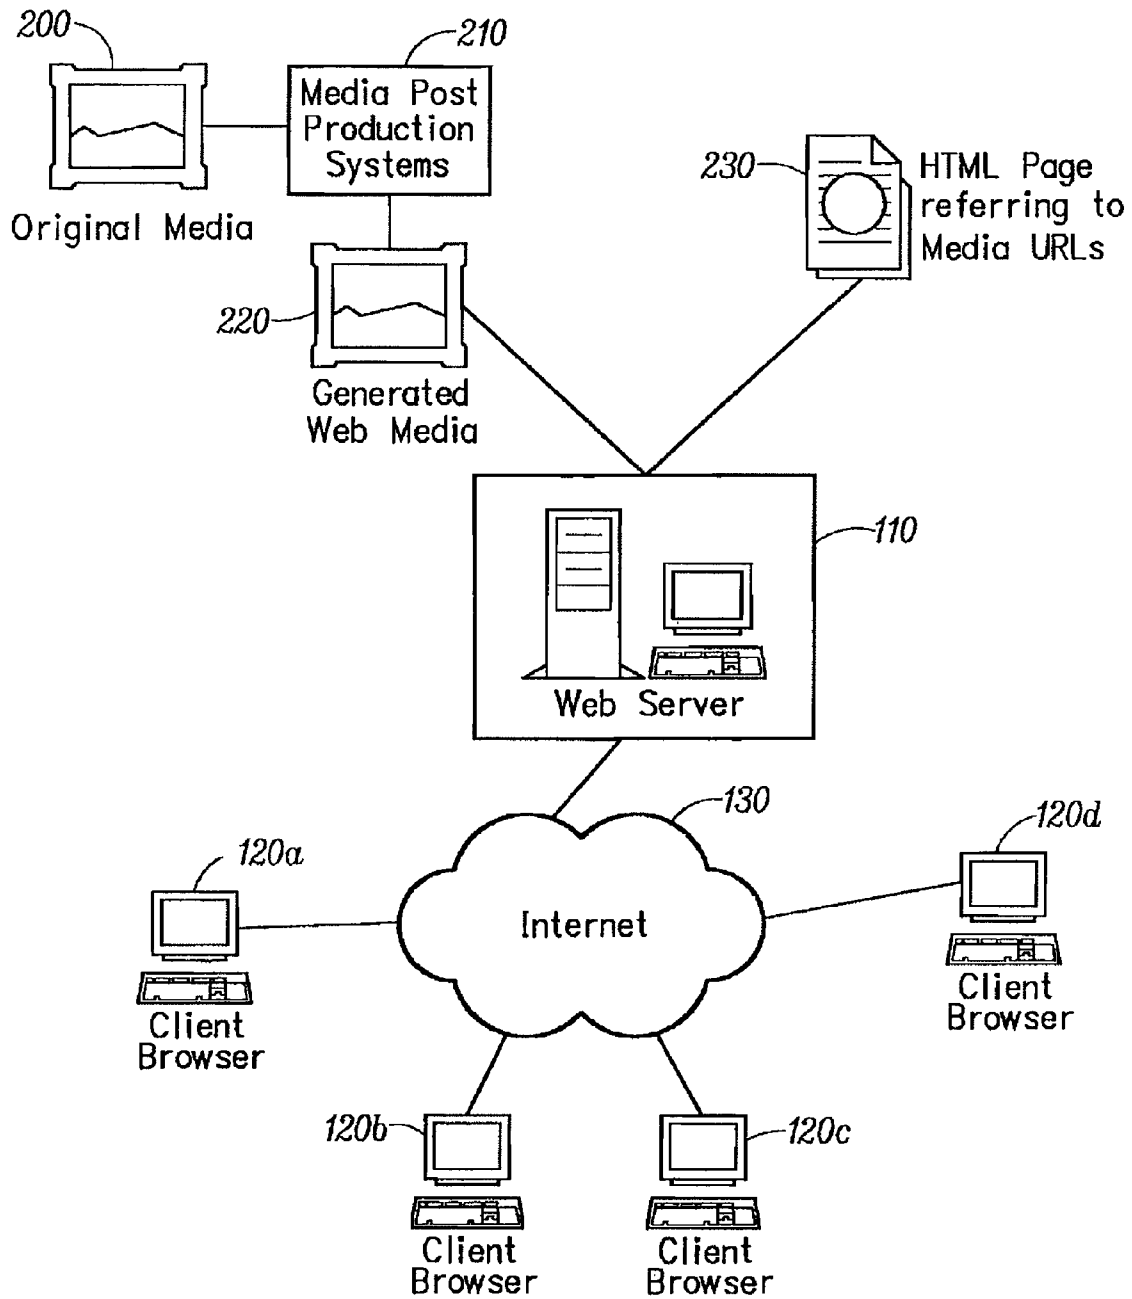 200
210
Media Post
Production
Systems
Original Media
230
HTML Page
referring to
Media URLs
220
Generated
Web Media
110
Web Server
130
120a
120d
Internet
Client
Browser
Client
Browser
120b
120c
Client
Browser
Client
Browser